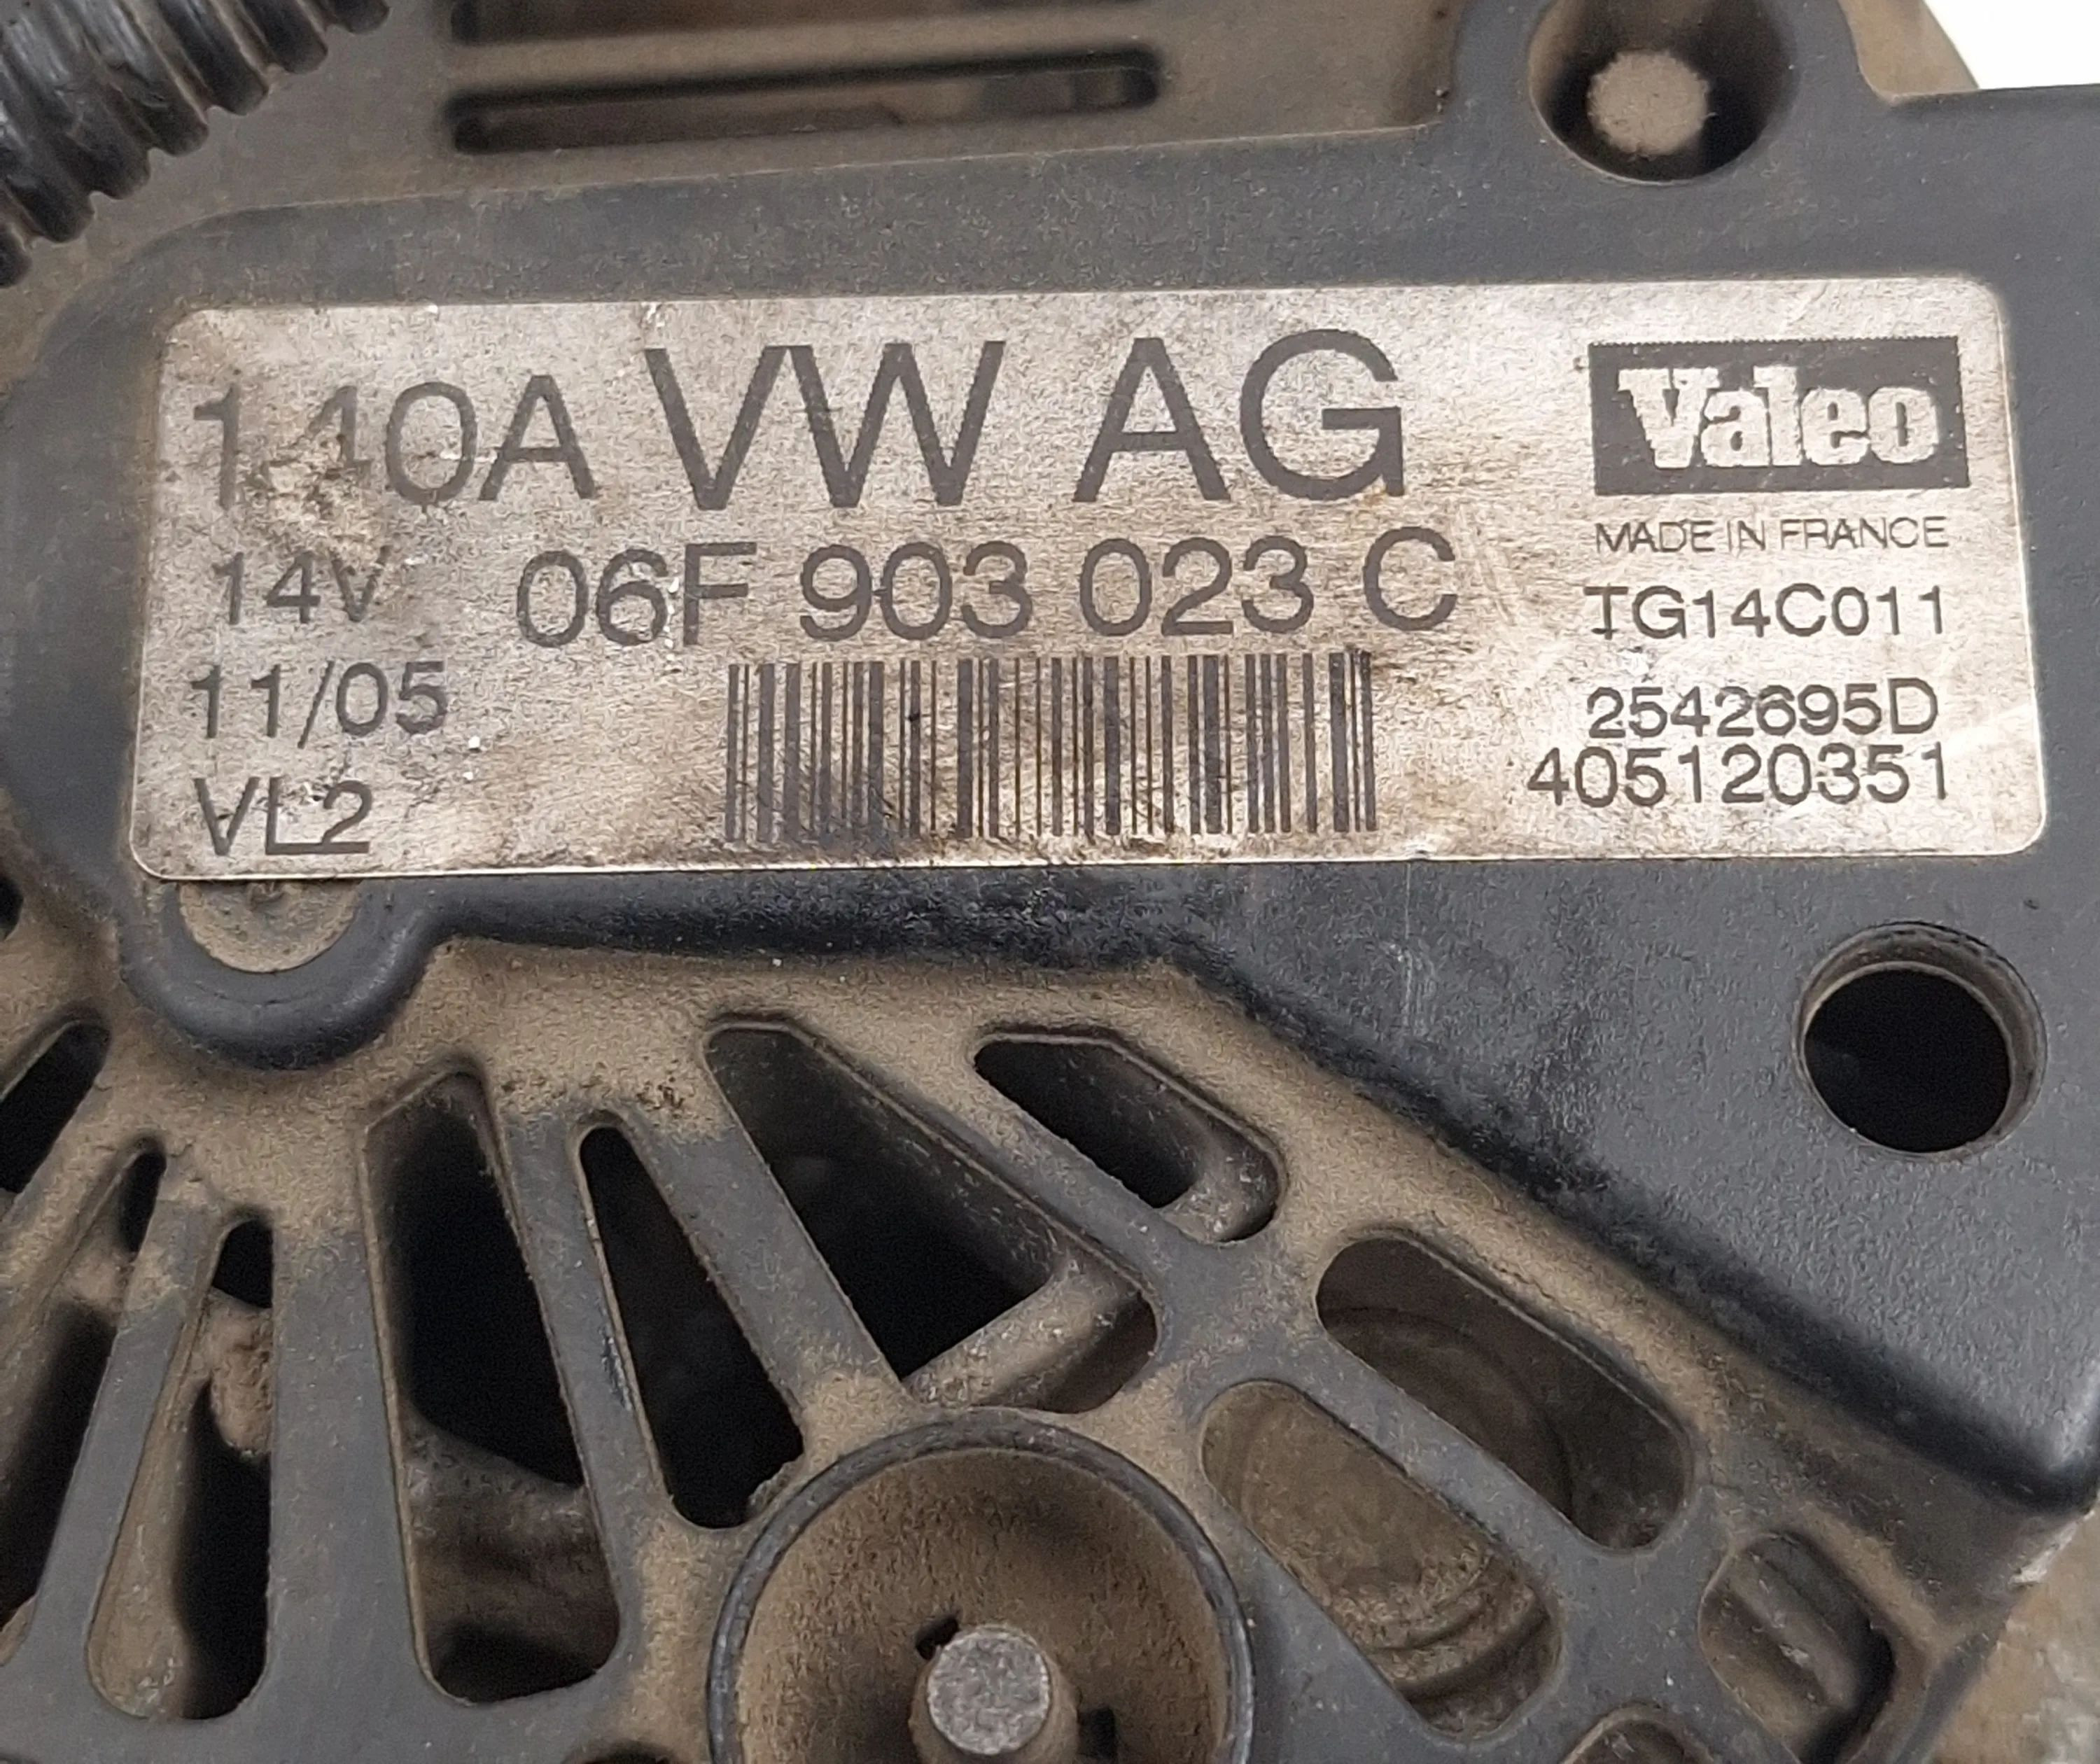 140A VW AG
14V 06F 903 023 C
11/05
VL2
Valeo
MADE IN FRANCE
TG14C011
2542695D
405120351